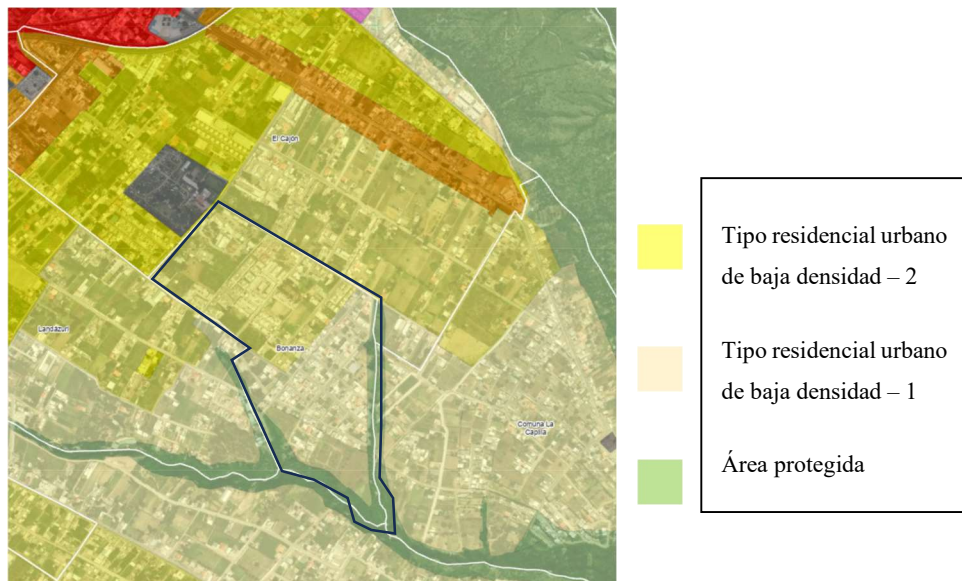 El Cajón
Landázuri
Bonanza
Comuna La
Capilla
Tipo residencial urbano
de baja densidad – 2
Tipo residencial urbano
de baja densidad – 1
Área protegida